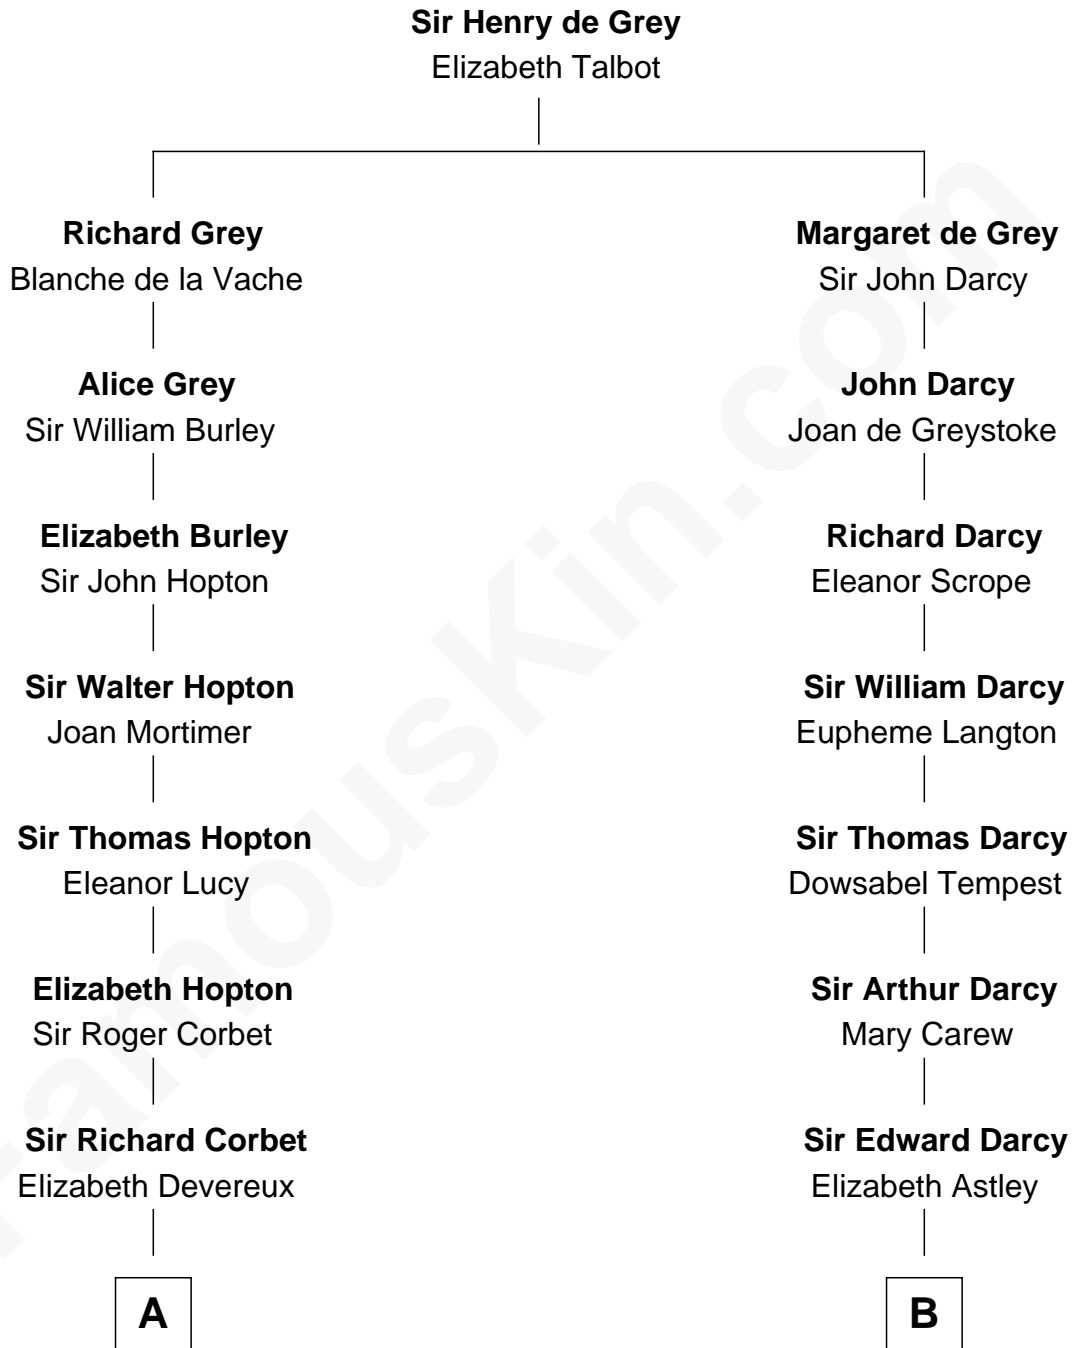 Sir Henry de Grey
Elizabeth Talbot
Richard Grey
Blanche de la Vache
Margaret de Grey
Sir John Darcy
Alice Grey
Sir William Burley
John Darcy
Joan de Greystoke
Elizabeth Burley
Sir John Hopton
Richard Darcy
Eleanor Scrope
Sir Walter Hopton
Joan Mortimer
Sir William Darcy
Eupheme Langton
Sir Thomas Hopton
Eleanor Lucy
Sir Thomas Darcy
Dowsabel Tempest
Elizabeth Hopton
Sir Roger Corbet
Sir Arthur Darcy
Mary Carew
Sir Richard Corbet
Elizabeth Devereux
Sir Edward Darcy
Elizabeth Astley
A
B
FamousKin.com